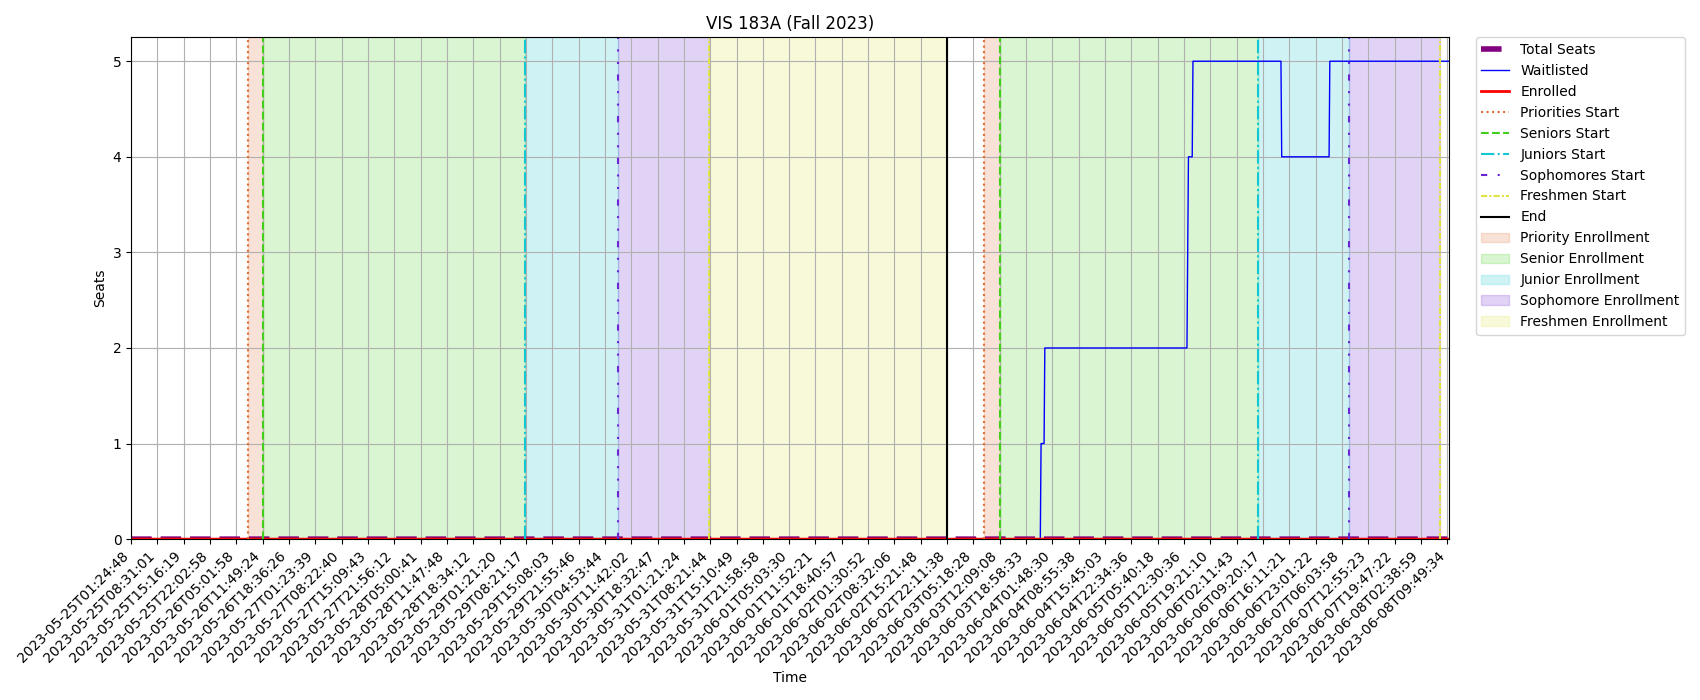 VIS 183A (Fall 2023)
Seats
5
4
3
2
1
0
2023-05-25T01:24:48
2023-05-25T08:31:01
2023-05-25T15:16:19
2023-05-25T22:02:58
2023-05-26T05:01:58
2023-05-26T11:49:24
2023-05-26T18:36:29
2023-05-27T01:23:39
2023-05-27T08:22:40
2023-05-27T15:09:43
2023-05-27T21:56:12
2023-05-28T05:00:41
2023-05-28T11:47:48
2023-05-28T18:34:12
2023-05-29T01:21:20
2023-05-29T08:21:17
2023-05-29T15:08:03
2023-05-29T21:55:46
2023-05-30T04:53:44
2023-05-30T11:42:02
2023-05-30T18:32:47
2023-05-31T01:21:24
2023-05-31T08:21:44
2023-05-31T15:10:49
2023-05-31T21:58:58
2023-06-01T05:03:30
2023-06-01T11:52:21
2023-06-01T18:40:57
2023-06-02T01:30:52
2023-06-02T08:32:06
2023-06-02T15:21:48
2023-06-02T22:11:38
2023-06-03T05:18:28
2023-06-03T12:09:08
2023-06-03T18:58:33
2023-06-04T01:48:30
2023-06-04T08:55:38
2023-06-04T15:45:03
2023-06-04T22:34:36
2023-06-05T05:40:18
2023-06-05T12:30:36
2023-06-05T19:21:10
2023-06-06T02:11:43
2023-06-06T09:20:17
2023-06-06T16:11:21
2023-06-06T23:01:22
2023-06-07T06:03:58
2023-06-07T12:55:23
2023-06-07T19:47:22
2023-06-08T02:38:59
2023-06-08T09:49:34
Time
Total Seats
Waitlisted
Enrolled
Priorities Start
Seniors Start
Juniors Start
Sophomores Start
Freshmen Start
End
Priority Enrollment
Senior Enrollment
Junior Enrollment
Sophomore Enrollment
Freshmen Enrollment